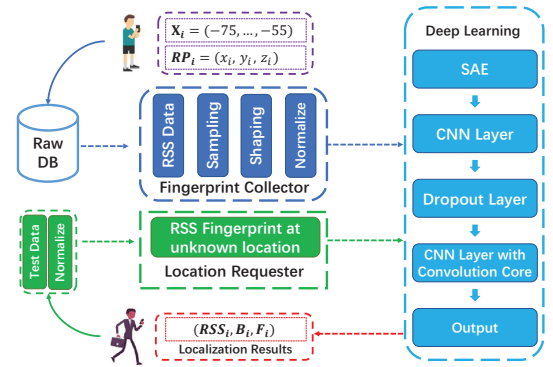 X_i = (−75, ..., −55)
RP_i = (x_i, y_i, z_i)
Raw
DB
RSS Data
Sampling
Shaping
Normalize
Fingerprint Collector
Test Data
Normalize
RSS Fingerprint at
unknown location
Location Requester
(RSS_i, B_i, F_i)
Localization Results
Deep Learning
SAE
CNN Layer
Dropout Layer
CNN Layer with
Convolution Core
Output